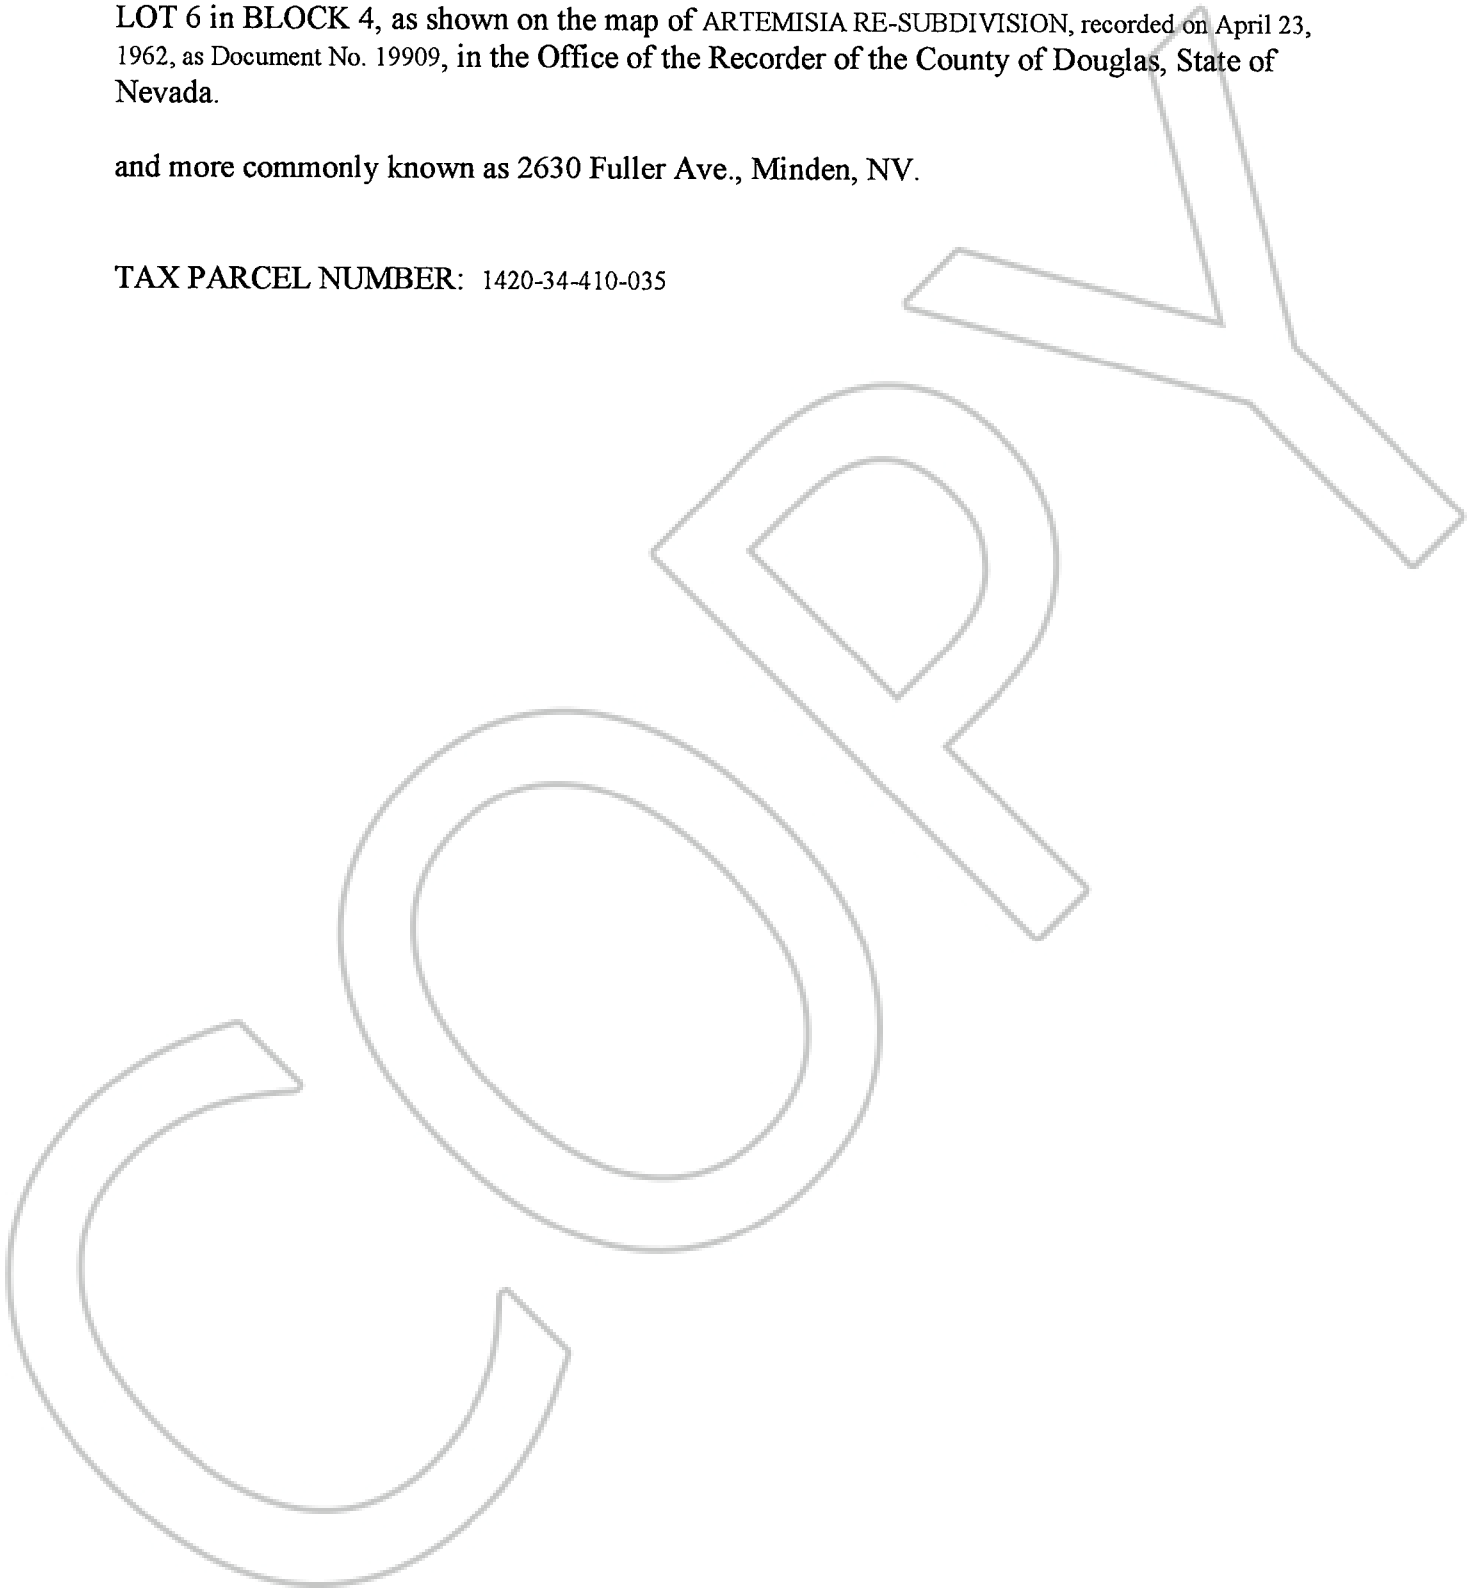 LOT 6 in BLOCK 4, as shown on the map of ARTEMISIA RE-SUBDIVISION, recorded on April 23,
1962, as Document No. 19909, in the Office of the Recorder of the County of Douglas, State of
Nevada.
and more commonly known as 2630 Fuller Ave., Minden, NV.
TAX PARCEL NUMBER: 1420-34-410-035
COPY